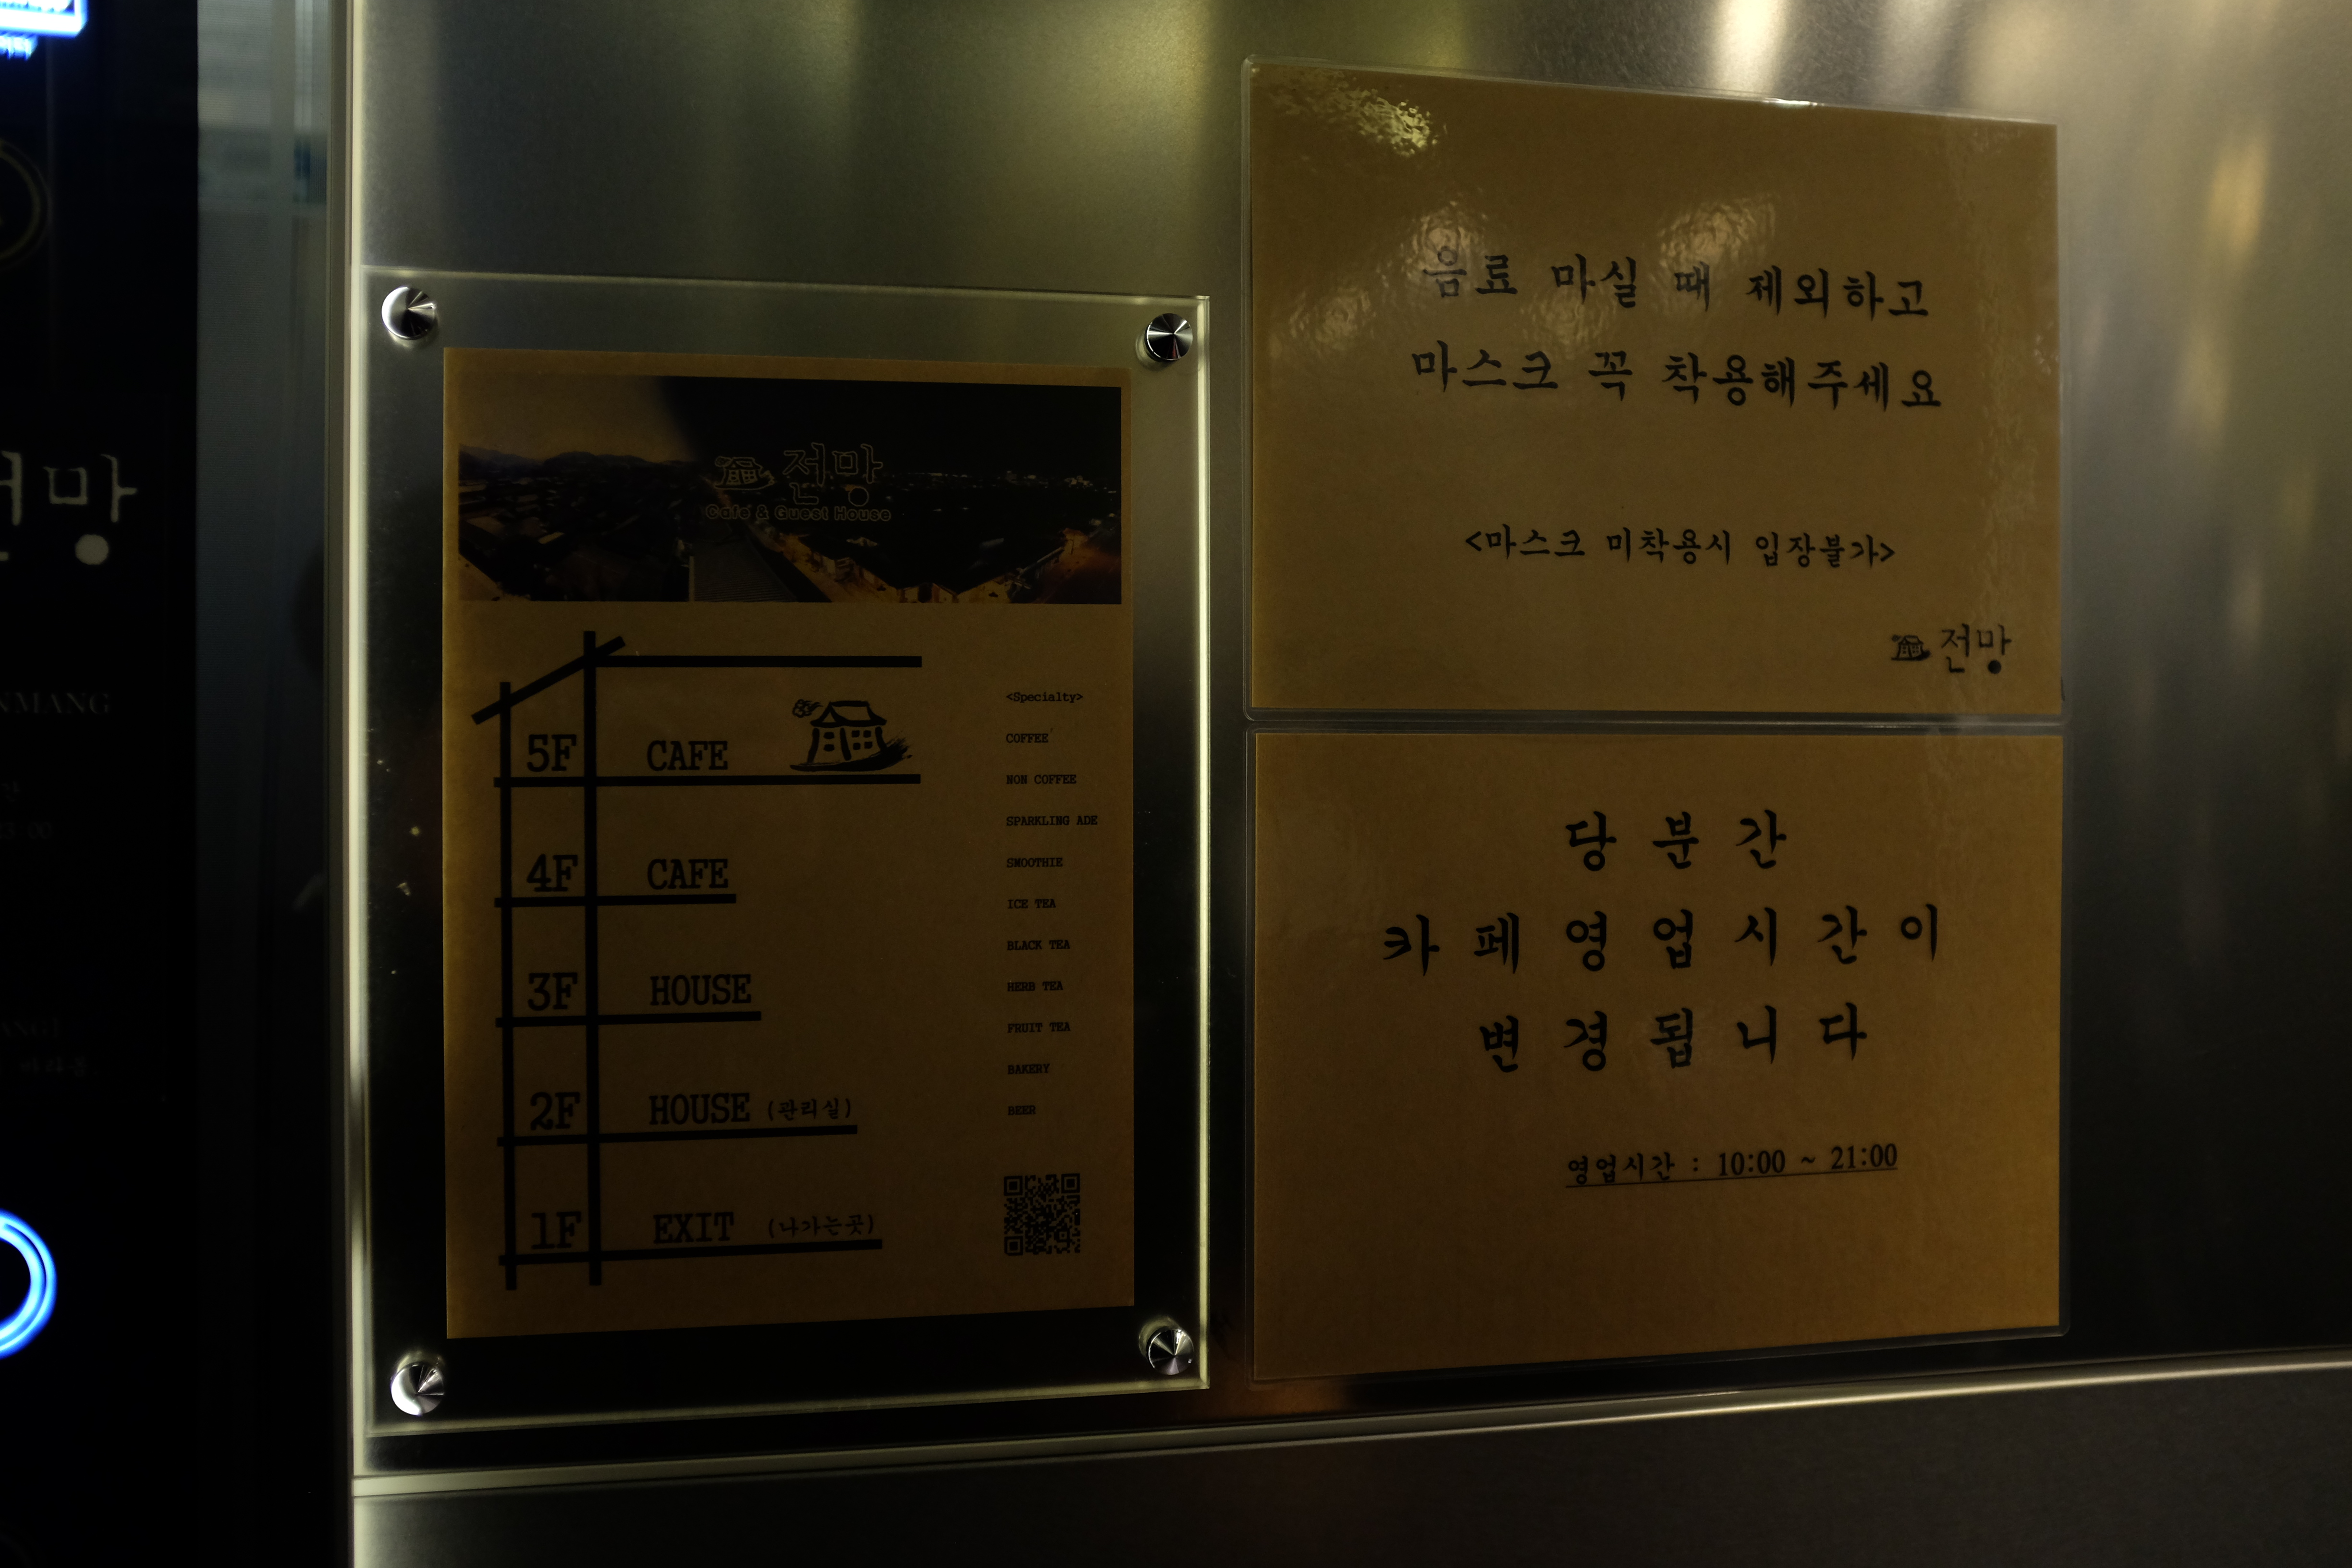 전망
NMANG
전망
Cafe & Guest House
5F CAFE
4F CAFE
3F HOUSE
2F HOUSE (관리실)
1F EXIT (나가는곳)
<Specialty>
COFFEE
NON COFFEE
SPARKLING ADE
SMOOTHIE
ICE TEA
BLACK TEA
HERB TEA
FRUIT TEA
BAKERY
BEER
음료 마실 때 제외하고
마스크 꼭 착용해주세요
<마스크 미착용시 입장불가>
전망
당분간
카페영업시간이
변경됩니다
영업시간 : 10:00 ~ 21:00